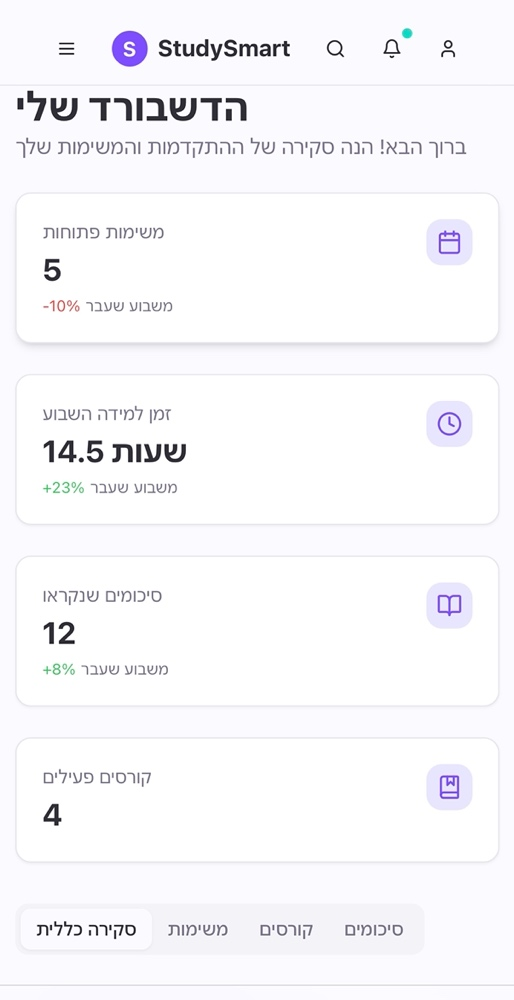 S StudySmart
הדשבורד שלי
ברוך הבא! הנה סקירה של ההתקדמות והמשימות שלך
משימות פתוחות
5
-10% משבוע שעבר
זמן למידה השבוע
14.5 שעות
+23% משבוע שעבר
סיכומים שנקראו
12
+8% משבוע שעבר
קורסים פעילים
4
סקירה כללית משימות קורסים סיכומים